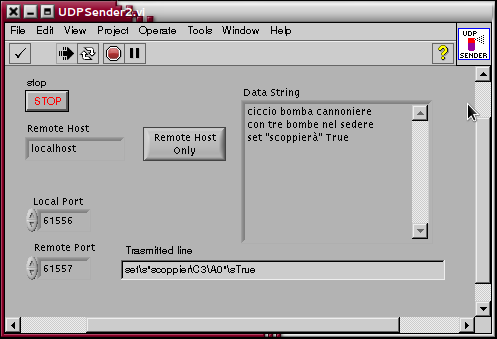 UDPSender2.vi
File Edit View Project Operate Tools Window
?
UDP
SENDER
stop
STOP
Remote Host
localhost
Remote Host
Only
Data String
ciccio bomba cannoniere
con tre bombe nel sedere
set "scoppierà" True
Local Port
61556
Remote Port
61557
Trasmitted line
set\s"scoppier\C3\A0"\sTrue